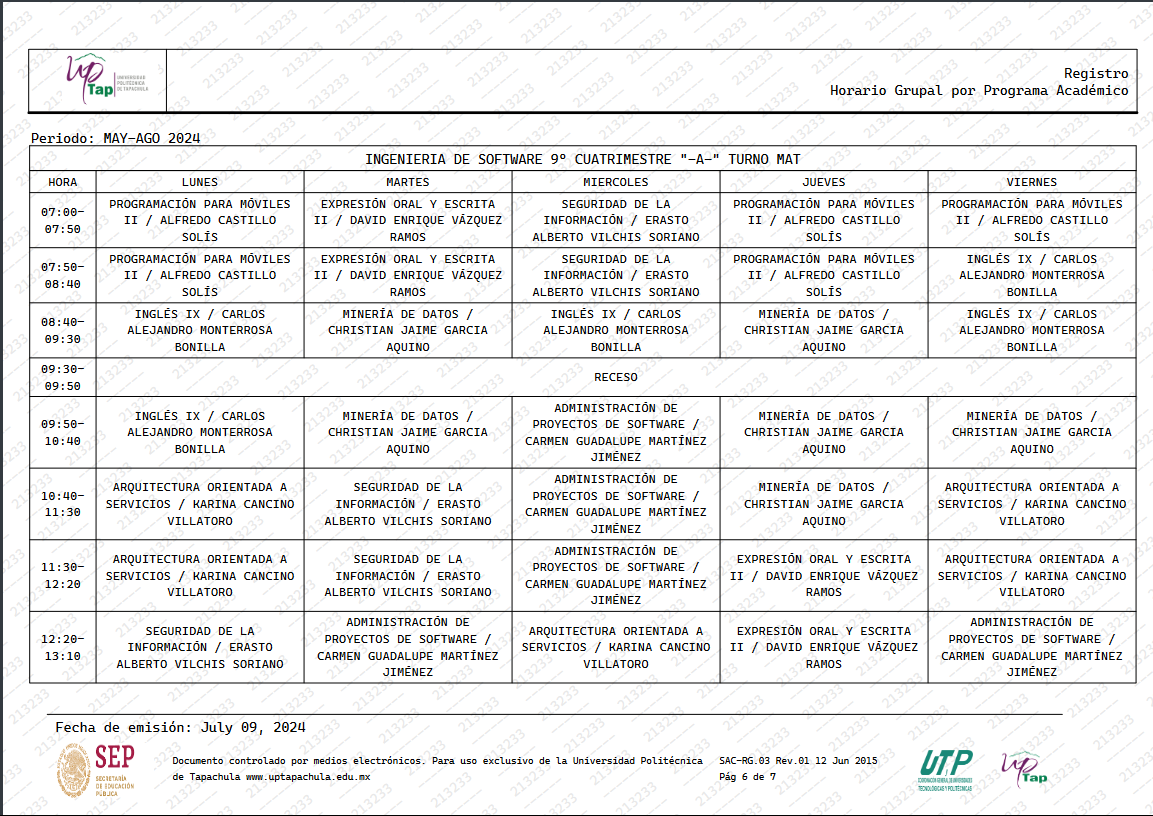 Up Tap
UNIVERSIDAD
POLITÉCNICA
DE TAPACHULA
Registro
Horario Grupal por Programa Académico
Periodo: MAY-AGO 2024
INGENIERIA DE SOFTWARE 9º CUATRIMESTRE "-A-" TURNO MAT
HORA LUNES MARTES MIERCOLES JUEVES VIERNES
07:00-
07:50
PROGRAMACIÓN PARA MÓVILES
II / ALFREDO CASTILLO
SOLÍS
EXPRESIÓN ORAL Y ESCRITA
II / DAVID ENRIQUE VÁZQUEZ
RAMOS
SEGURIDAD DE LA
INFORMACIÓN / ERASTO
ALBERTO VILCHIS SORIANO
PROGRAMACIÓN PARA MÓVILES
II / ALFREDO CASTILLO
SOLÍS
PROGRAMACIÓN PARA MÓVILES
II / ALFREDO CASTILLO
SOLÍS
07:50-
08:40
PROGRAMACIÓN PARA MÓVILES
II / ALFREDO CASTILLO
SOLÍS
EXPRESIÓN ORAL Y ESCRITA
II / DAVID ENRIQUE VÁZQUEZ
RAMOS
SEGURIDAD DE LA
INFORMACIÓN / ERASTO
ALBERTO VILCHIS SORIANO
PROGRAMACIÓN PARA MÓVILES
II / ALFREDO CASTILLO
SOLÍS
INGLÉS IX / CARLOS
ALEJANDRO MONTERROSA
BONILLA
08:40-
09:30
INGLÉS IX / CARLOS
ALEJANDRO MONTERROSA
BONILLA
MINERÍA DE DATOS /
CHRISTIAN JAIME GARCIA
AQUINO
INGLÉS IX / CARLOS
ALEJANDRO MONTERROSA
BONILLA
MINERÍA DE DATOS /
CHRISTIAN JAIME GARCIA
AQUINO
INGLÉS IX / CARLOS
ALEJANDRO MONTERROSA
BONILLA
09:30-
09:50
RECESO
09:50-
10:40
INGLÉS IX / CARLOS
ALEJANDRO MONTERROSA
BONILLA
MINERÍA DE DATOS /
CHRISTIAN JAIME GARCIA
AQUINO
ADMINISTRACIÓN DE
PROYECTOS DE SOFTWARE /
CARMEN GUADALUPE MARTÍNEZ
JIMÉNEZ
MINERÍA DE DATOS /
CHRISTIAN JAIME GARCIA
AQUINO
MINERÍA DE DATOS /
CHRISTIAN JAIME GARCIA
AQUINO
10:40-
11:30
ARQUITECTURA ORIENTADA A
SERVICIOS / KARINA CANCINO
VILLATORO
SEGURIDAD DE LA
INFORMACIÓN / ERASTO
ALBERTO VILCHIS SORIANO
ADMINISTRACIÓN DE
PROYECTOS DE SOFTWARE /
CARMEN GUADALUPE MARTÍNEZ
JIMÉNEZ
MINERÍA DE DATOS /
CHRISTIAN JAIME GARCIA
AQUINO
ARQUITECTURA ORIENTADA A
SERVICIOS / KARINA CANCINO
VILLATORO
11:30-
12:20
ARQUITECTURA ORIENTADA A
SERVICIOS / KARINA CANCINO
VILLATORO
SEGURIDAD DE LA
INFORMACIÓN / ERASTO
ALBERTO VILCHIS SORIANO
ADMINISTRACIÓN DE
PROYECTOS DE SOFTWARE /
CARMEN GUADALUPE MARTÍNEZ
JIMÉNEZ
EXPRESIÓN ORAL Y ESCRITA
II / DAVID ENRIQUE VÁZQUEZ
RAMOS
ARQUITECTURA ORIENTADA A
SERVICIOS / KARINA CANCINO
VILLATORO
12:20-
13:10
SEGURIDAD DE LA
INFORMACIÓN / ERASTO
ALBERTO VILCHIS SORIANO
ADMINISTRACIÓN DE
PROYECTOS DE SOFTWARE /
CARMEN GUADALUPE MARTÍNEZ
JIMÉNEZ
ARQUITECTURA ORIENTADA A
SERVICIOS / KARINA CANCINO
VILLATORO
EXPRESIÓN ORAL Y ESCRITA
II / DAVID ENRIQUE VÁZQUEZ
RAMOS
ADMINISTRACIÓN DE
PROYECTOS DE SOFTWARE /
CARMEN GUADALUPE MARTÍNEZ
JIMÉNEZ
Fecha de emisión: July 09, 2024
SEP
SECRETARÍA
DE EDUCACIÓN
PÚBLICA
Documento controlado por medios electrónicos. Para uso exclusivo de la Universidad Politécnica
de Tapachula www.uptapachula.edu.mx
SAC-RG.03 Rev.01 12 Jun 2015
Pág 6 de 7
UTP
COORDINACIÓN GENERAL DE UNIVERSIDADES
TECNOLÓGICAS Y POLITÉCNICAS
Up Tap
213233